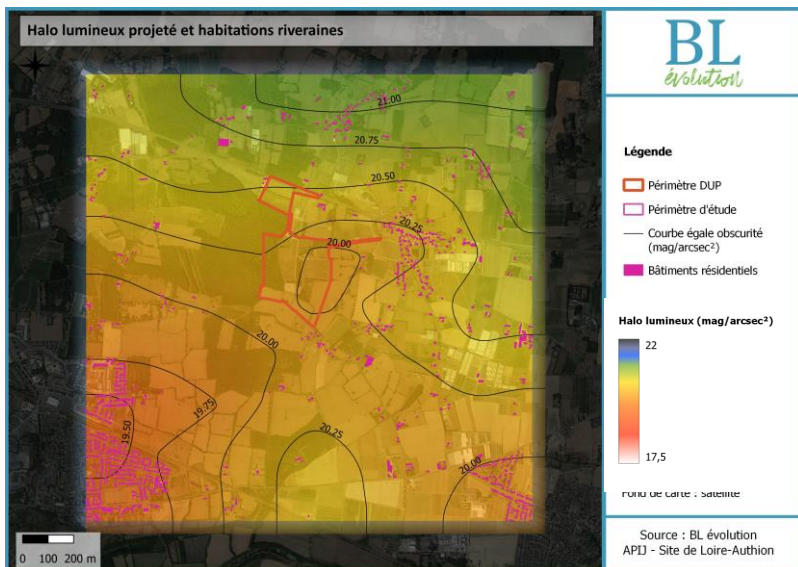 Halo lumineux projeté et habitations riveraines
BL
évolution
21.00
20.75
20.50
20.25
20.00
20.00
19.75
19.50
20.25
20.00
0 100 200 m
Légende
Périmètre DUP
Périmètre d'étude
Courbe égale obscurité
(mag/arcsec²)
Bâtiments résidentiels
Halo lumineux (mag/arcsec²)
22
17,5
Fond de carte : satellite
Source : BL évolution
APIJ - Site de Loire-Authion